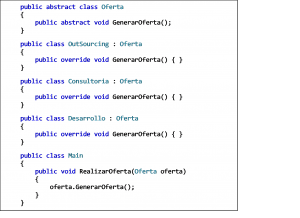 public abstract class Oferta
{
public abstract void GenerarOferta();
}
public class OutSourcing : Oferta
{
public override void GenerarOferta() { }
}
public class Consultoria : Oferta
{
public override void GenerarOferta() { }
}
public class Desarrollo : Oferta
{
public override void GenerarOferta() { }
}
public class Main
{
public void RealizarOferta(Oferta oferta)
{
oferta.GenerarOferta();
}
}